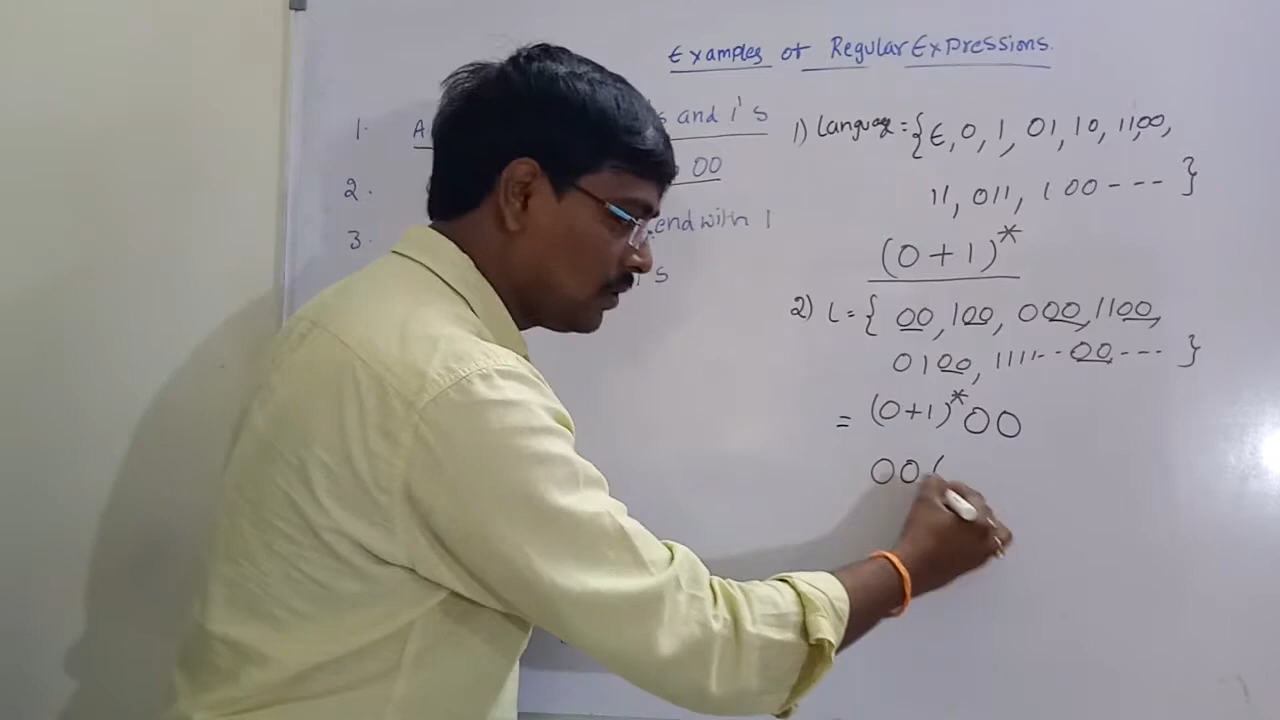 Examples of Regular Expressions.
1. A and 1's
2. 00
3. end with 1
1's
1) Language = {ϵ, 0, 1, 01, 10, 1100,
11, 011, 100 --- }
(0+1)*
2) L = { 00, 100, 000, 1100,
0100, 1111--00--- }
= (0+1)*00
00(